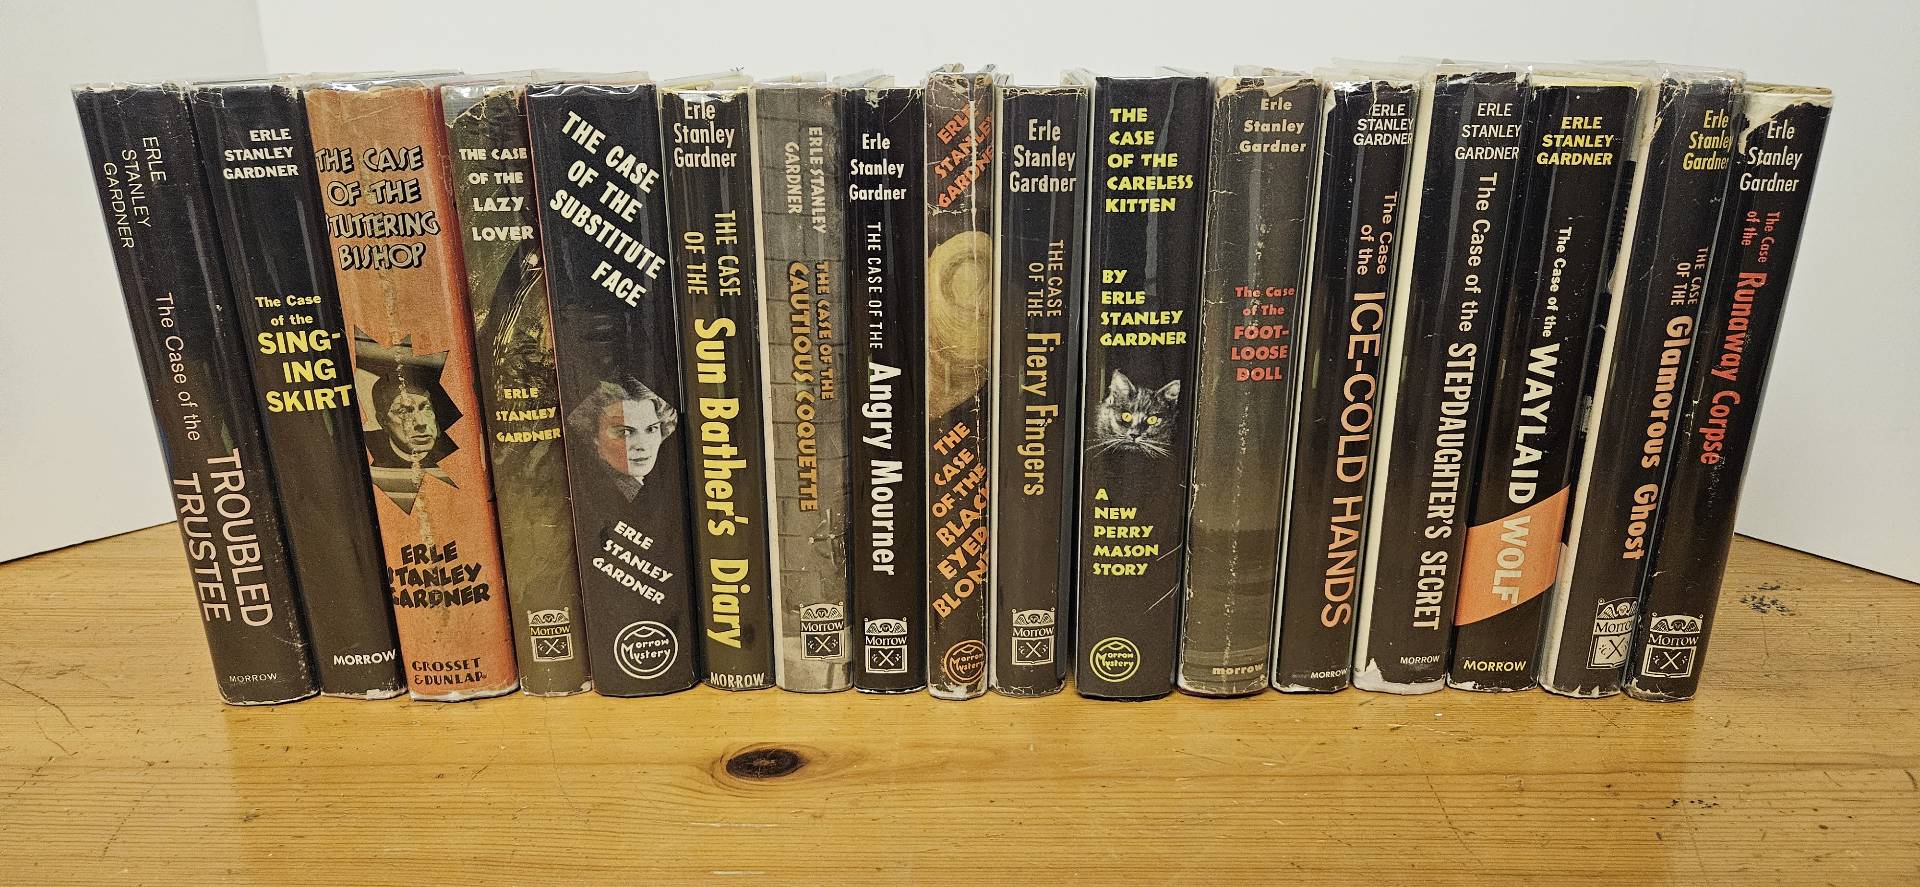 ERLE
STANLEY
GARDNER
The Case of the
TROUBLED
TRUSTEE
MORROW
ERLE
STANLEY
GARDNER
The Case
of the
SING-
ING
SKIRT
MORROW
THE CASE
OF THE
STUTTERING
BISHOP
ERLE
STANLEY
GARDNER
GROSSET
& DUNLAP
THE CASE
OF THE
LAZY
LOVER
ERLE
STANLEY
GARDNER
MORROW
THE CASE
OF THE
SUBSTITUTE
FACE
ERLE
STANLEY
GARDNER
Morrow
Mystery
Erle
Stanley
Gardner
THE CASE
OF THE
Sun Bather's Diary
MORROW
ERLE STANLEY
GARDNER
THE CASE OF THE
CAUTIOUS COQUETTE
MORROW
Erle
Stanley
Gardner
THE CASE OF THE Angry Mourner
MORROW
ERLE
STANLEY
GARDNER
THE
CASE
OF THE
BLACK
EYED
BLONDE
Morrow
Mystery
Erle
Stanley
Gardner
THE CASE
OF THE
Fiery Fingers
MORROW
THE
CASE
OF THE
CARELESS
KITTEN
BY
ERLE
STANLEY
GARDNER
A
NEW
PERRY
MASON
STORY
Morrow
Mystery
Erle
Stanley
Gardner
The Case
of The
FOOT-
LOOSE
DOLL
morrow
ERLE
STANLEY
GARDNER
The Case
of the
ICE-COLD HANDS
MORROW
ERLE
STANLEY
GARDNER
The Case of the STEPDAUGHTER'S SECRET
MORROW
ERLE
STANLEY
GARDNER
The Case of the WAYLAID WOLF
MORROW
Erle
Stanley
Gardner
THE CASE
OF THE
Glamorous Ghost
MORROW
Erle
Stanley
Gardner
The Case
of the
Runaway Corpse
MORROW